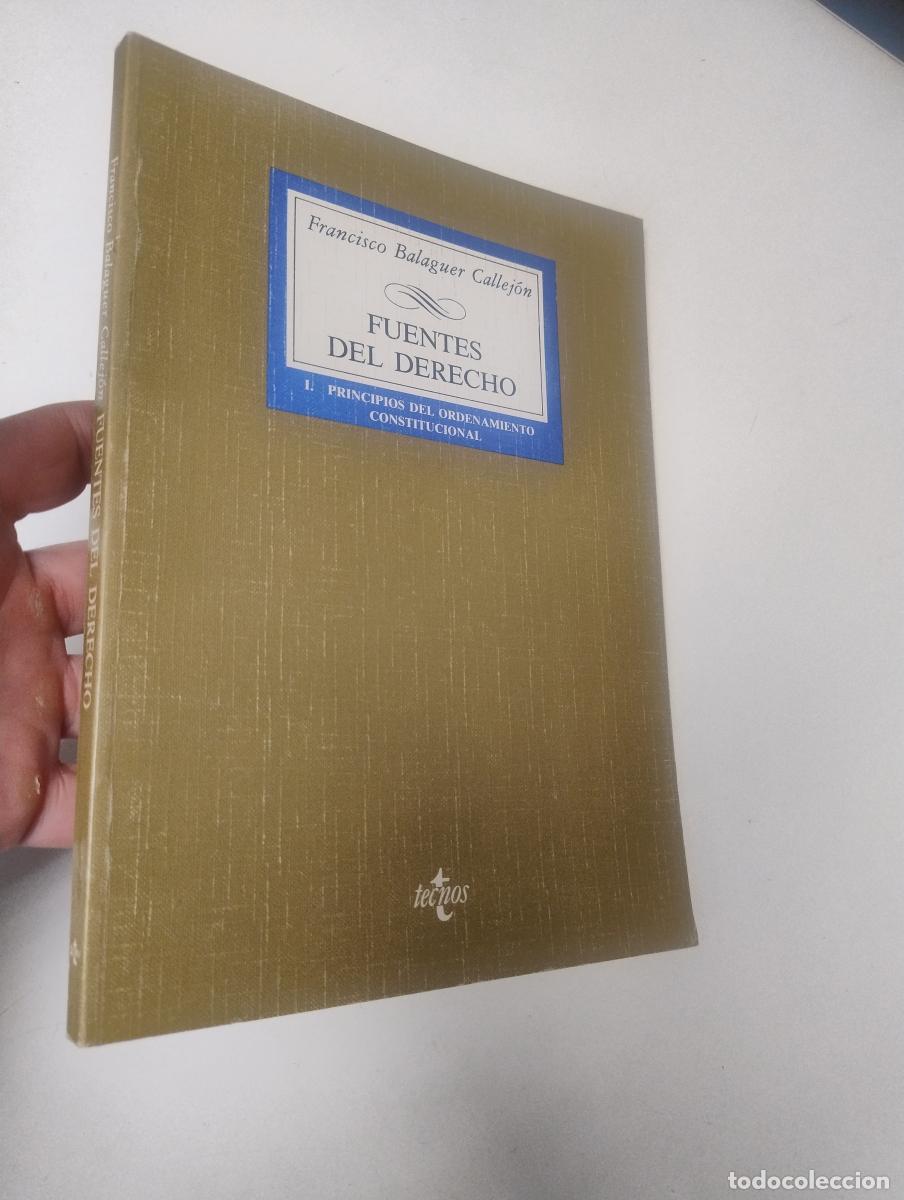 Francisco Balaguer Callejón
FUENTES
DEL DERECHO
I. PRINCIPIOS DEL ORDENAMIENTO
CONSTITUCIONAL
tecnos
Francisco Balaguer Callejón FUENTES DEL DERECHO
todocoleccion